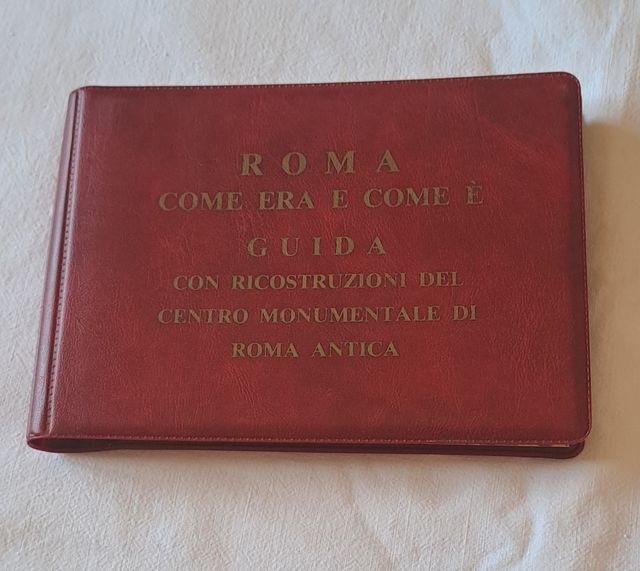 ROMA
COME ERA E COME È
GUIDA
CON RICOSTRUZIONI DEL
CENTRO MONUMENTALE DI
ROMA ANTICA